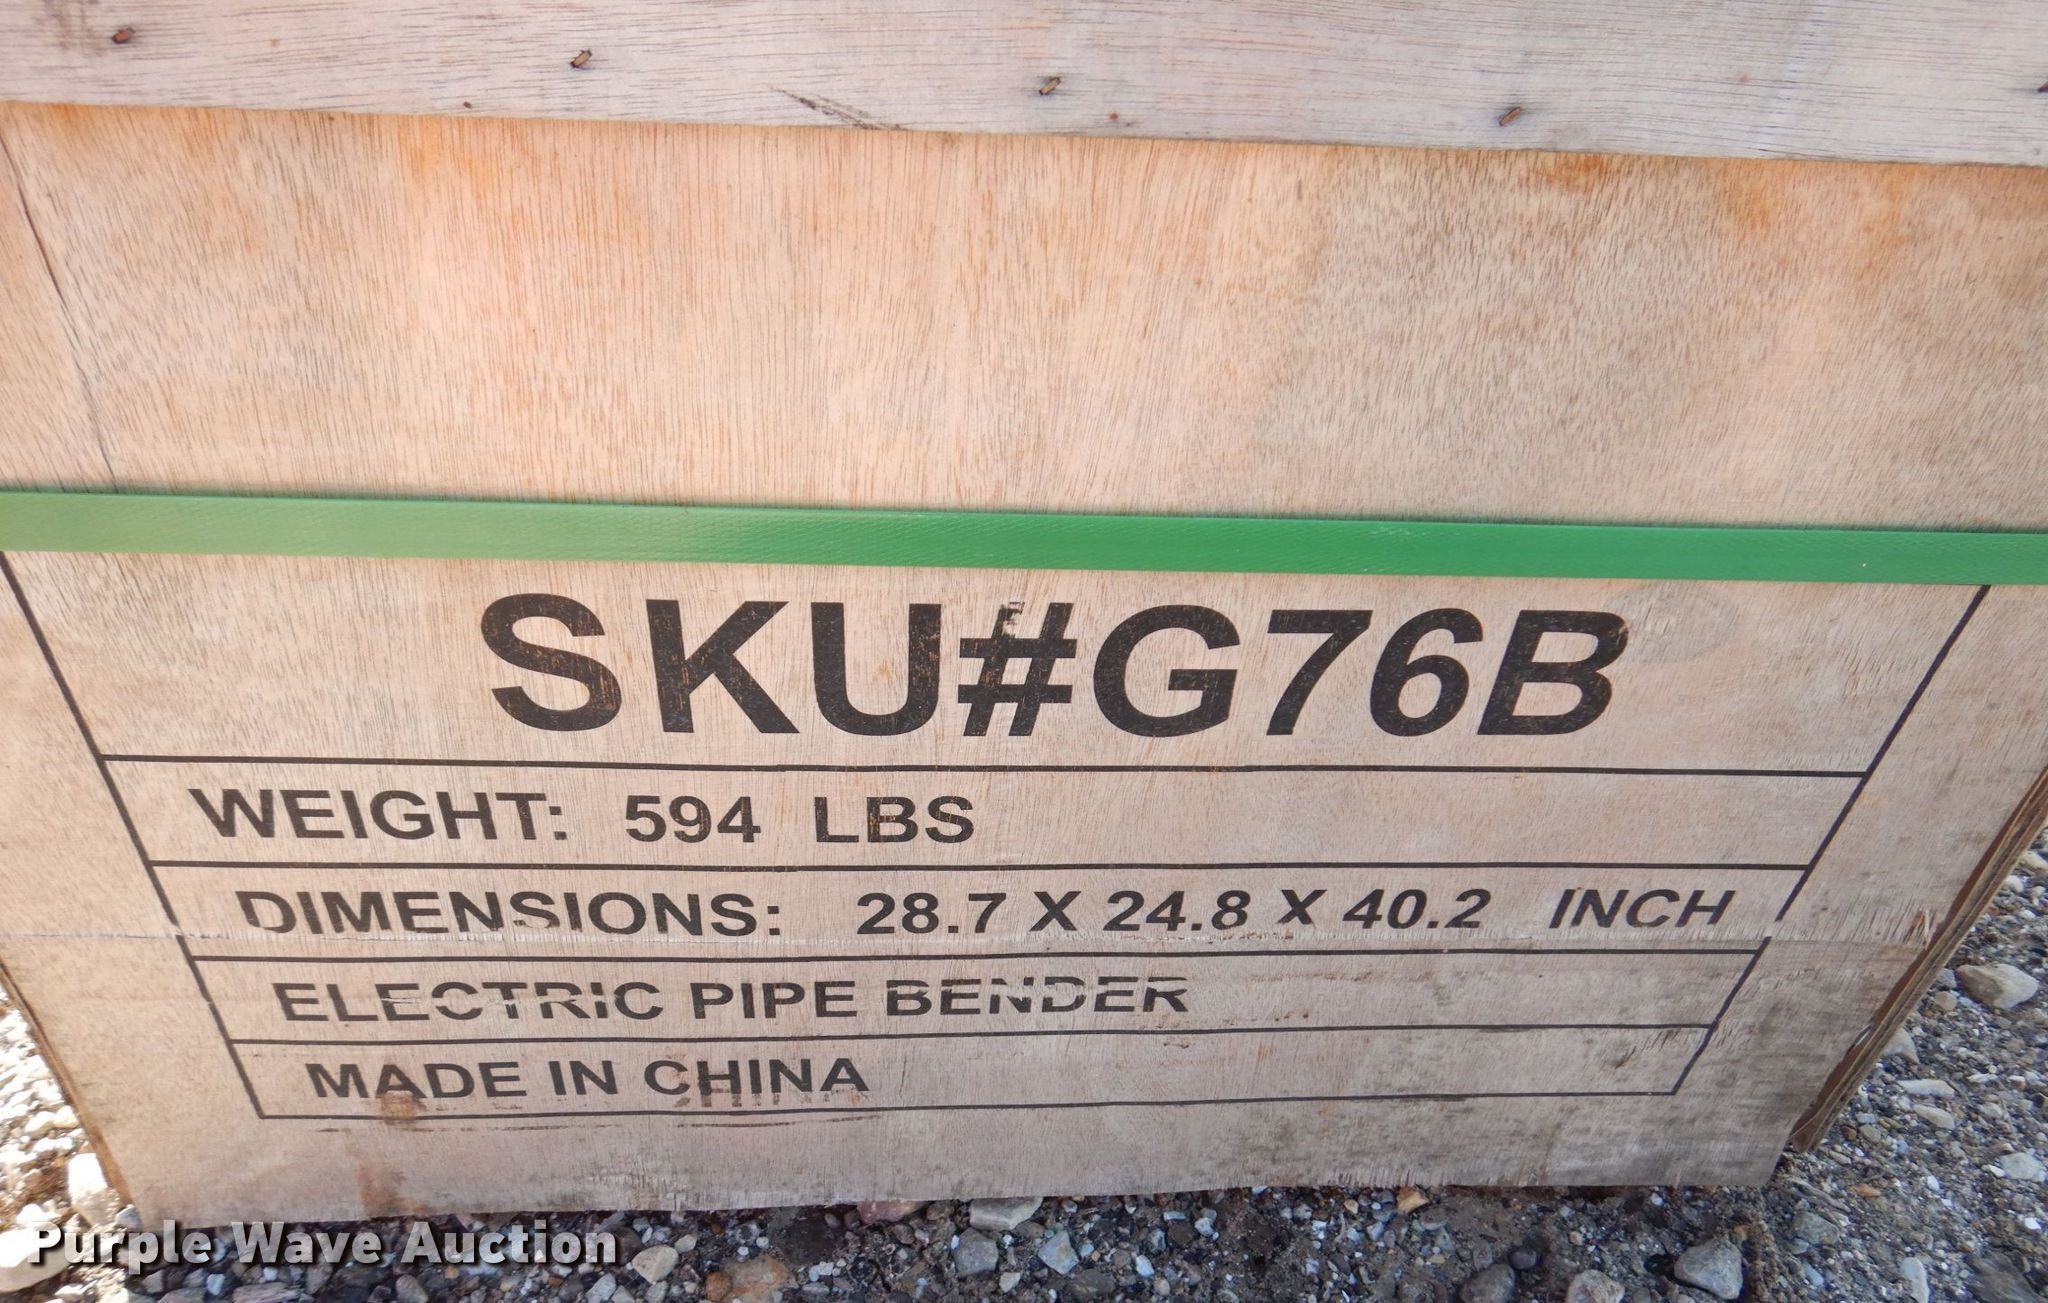 SKU#G76B
WEIGHT: 594 LBS
DIMENSIONS: 28.7 X 24.8 X 40.2 INCH
ELECTRIC PIPE BENDER
MADE IN CHINA
Purple Wave Auction